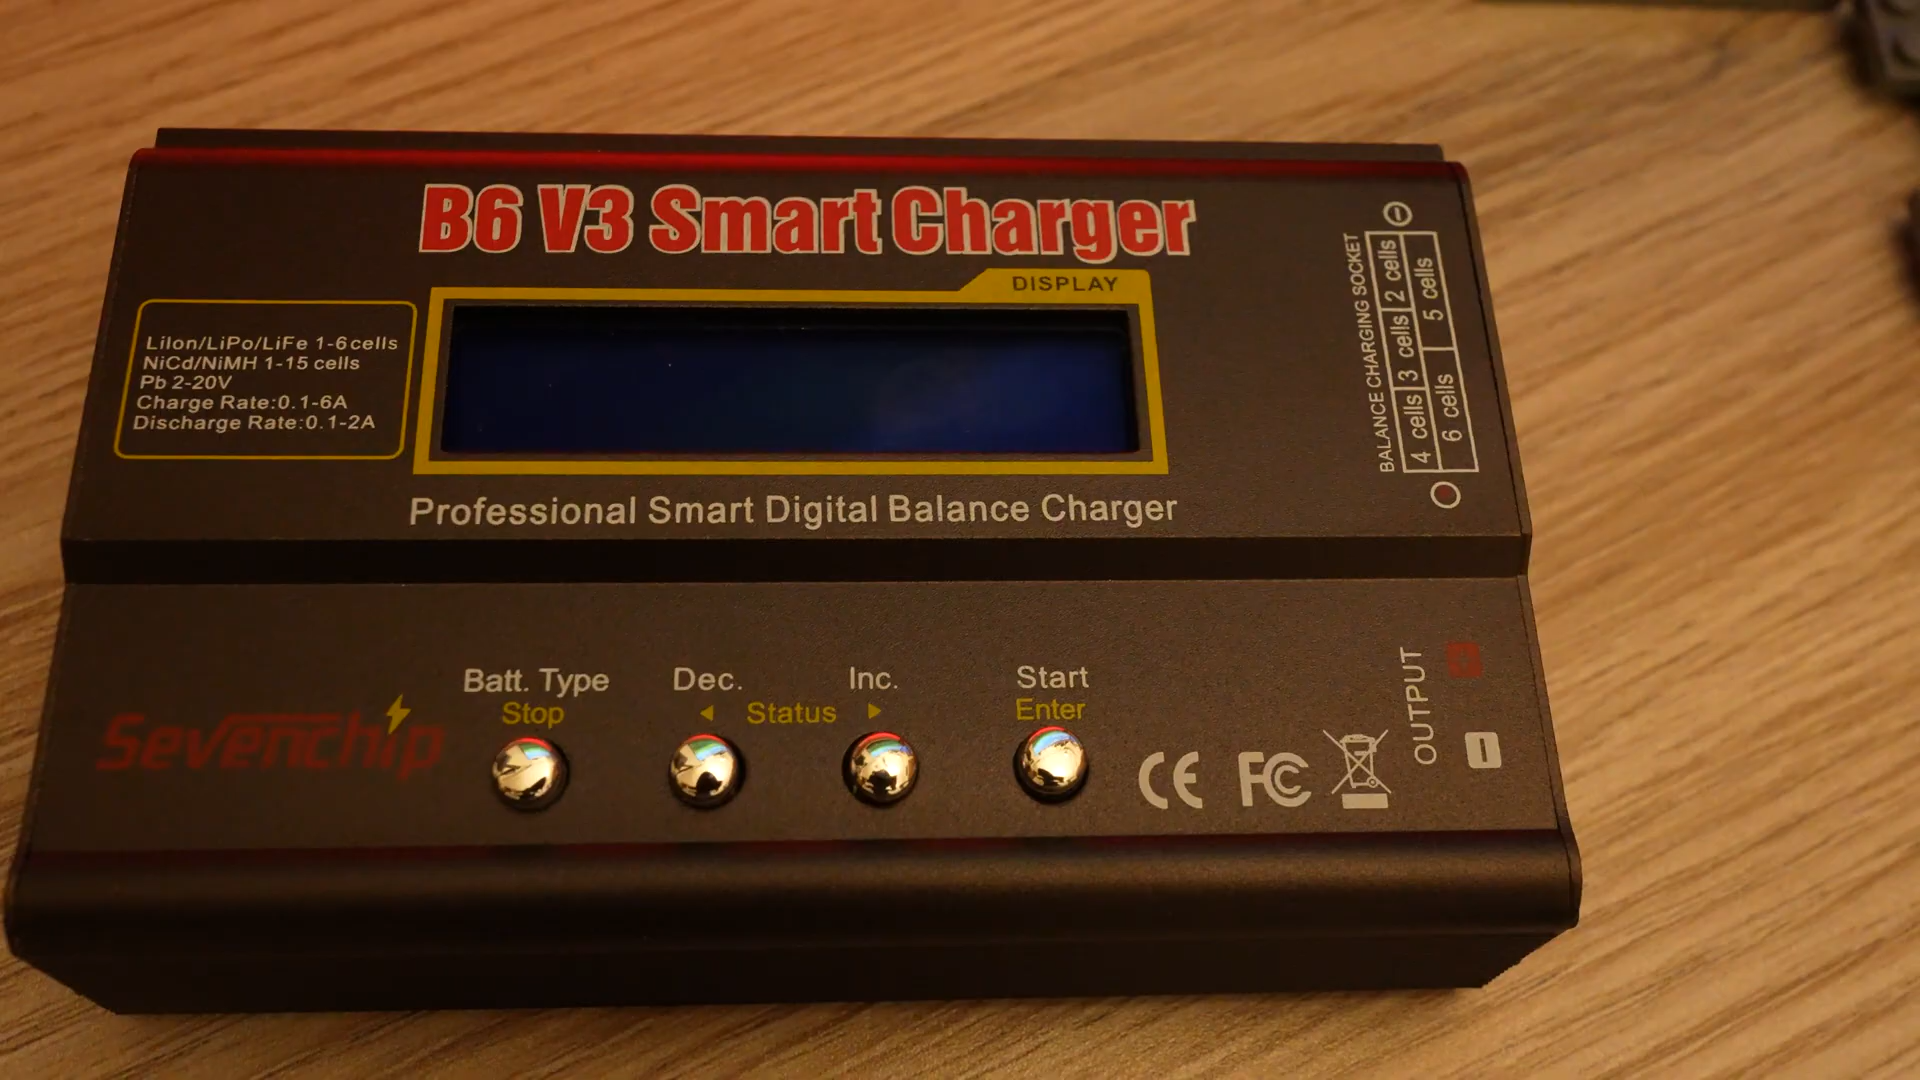 B6 V3 Smart Charger
DISPLAY
LiIon/LiPo/LiFe 1-6cells
NiCd/NiMH 1-15 cells
Pb 2-20V
Charge Rate:0.1-6A
Discharge Rate:0.1-2A
Professional Smart Digital Balance Charger
BALANCE CHARGING SOCKET
4 cells 3 cells 2 cells
6 cells 5 cells
Sevenchip
Batt. Type
Stop
Dec. Inc.
Status
Start
Enter
CE FC
OUTPUT